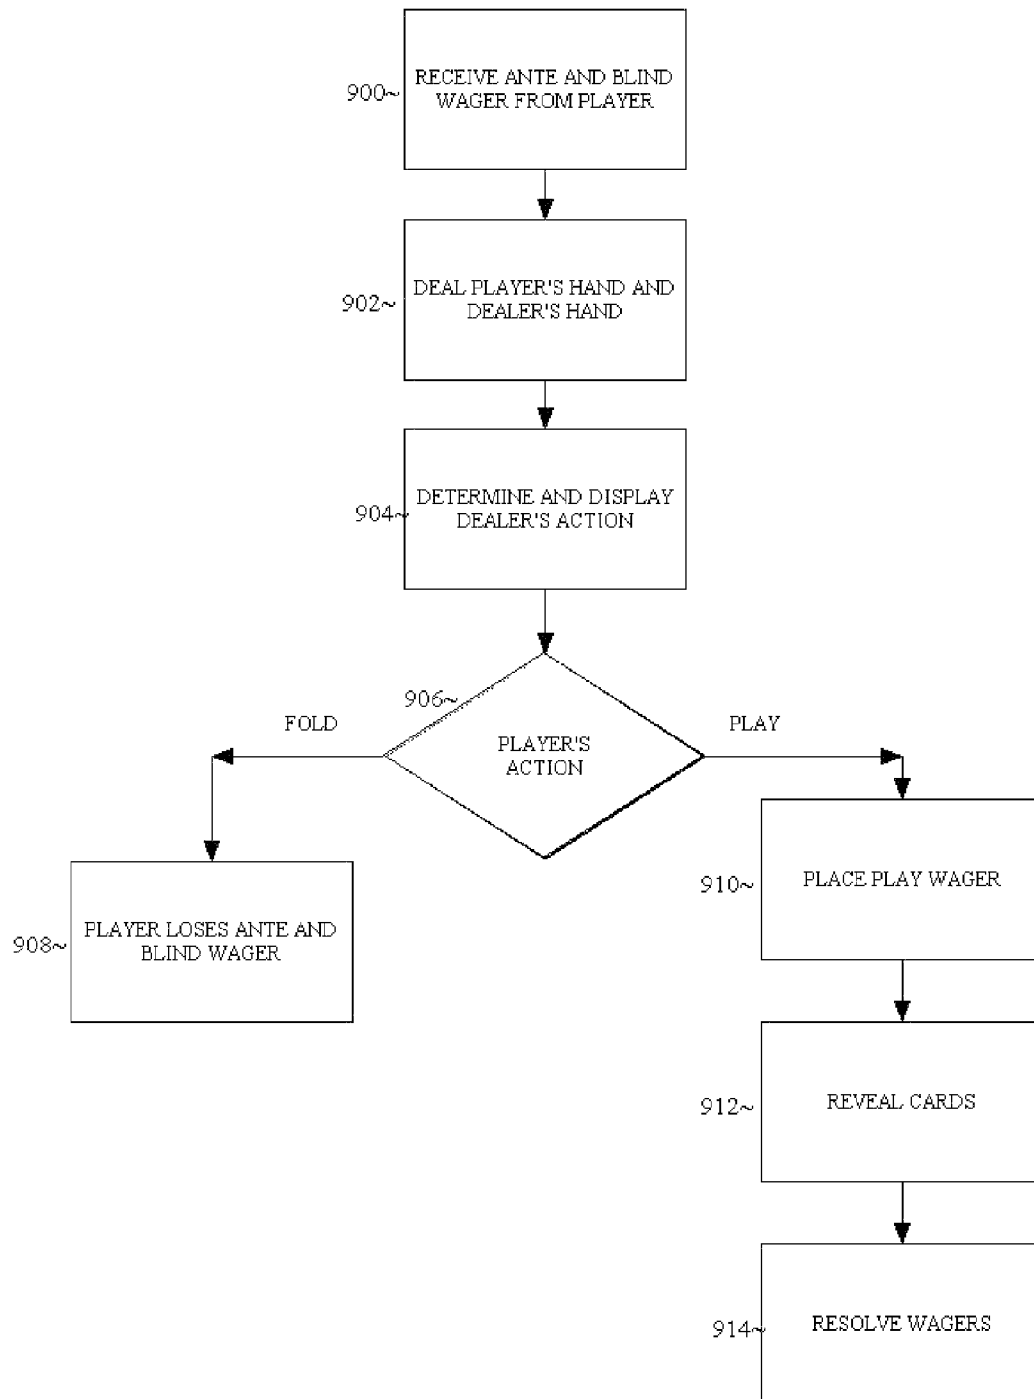 RECEIVE ANTE AND BLIND
WAGER FROM PLAYER
900~
DEAL PLAYER'S HAND AND
DEALER'S HAND
902~
DETERMINE AND DISPLAY
DEALER'S ACTION
904~
906~
FOLD
PLAY
PLAYER'S
ACTION
910~
PLACE PLAY WAGER
PLAYER LOSES ANTE AND
BLIND WAGER
908~
912~
REVEAL CARDS
914~
RESOLVE WAGERS